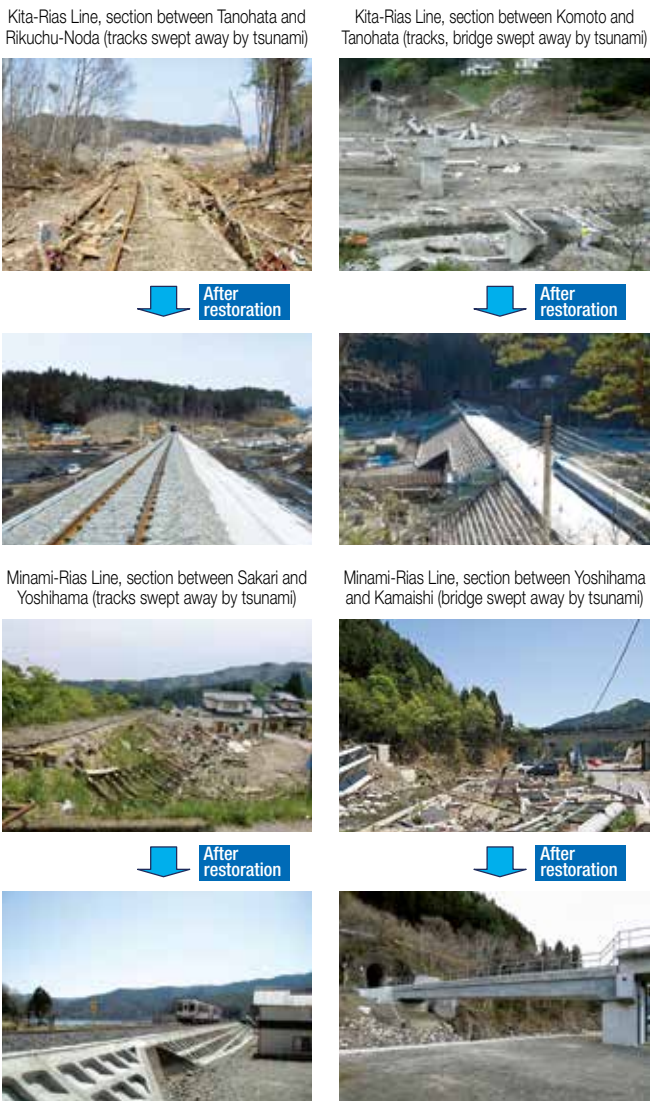 Kita-Rias Line, section between Tanohata and
Rikuchu-Noda (tracks swept away by tsunami)
Kita-Rias Line, section between Komoto and
Tanohata (tracks, bridge swept away by tsunami)
After
restoration
After
restoration
Minami-Rias Line, section between Sakari and
Yoshihama (tracks swept away by tsunami)
Minami-Rias Line, section between Yoshihama
and Kamaishi (bridge swept away by tsunami)
After
restoration
After
restoration